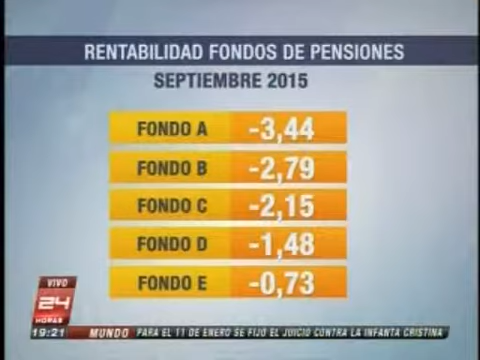 RENTABILIDAD FONDOS DE PENSIONES
SEPTIEMBRE 2015
FONDO A -3,44
FONDO B -2,79
FONDO C -2,15
FONDO D -1,48
FONDO E -0,73
VIVO
24
HORAS
19:21 MUNDO PARA EL 11 DE ENERO SE FIJO EL JUICIO CONTRA LA INFANTA CRISTINA